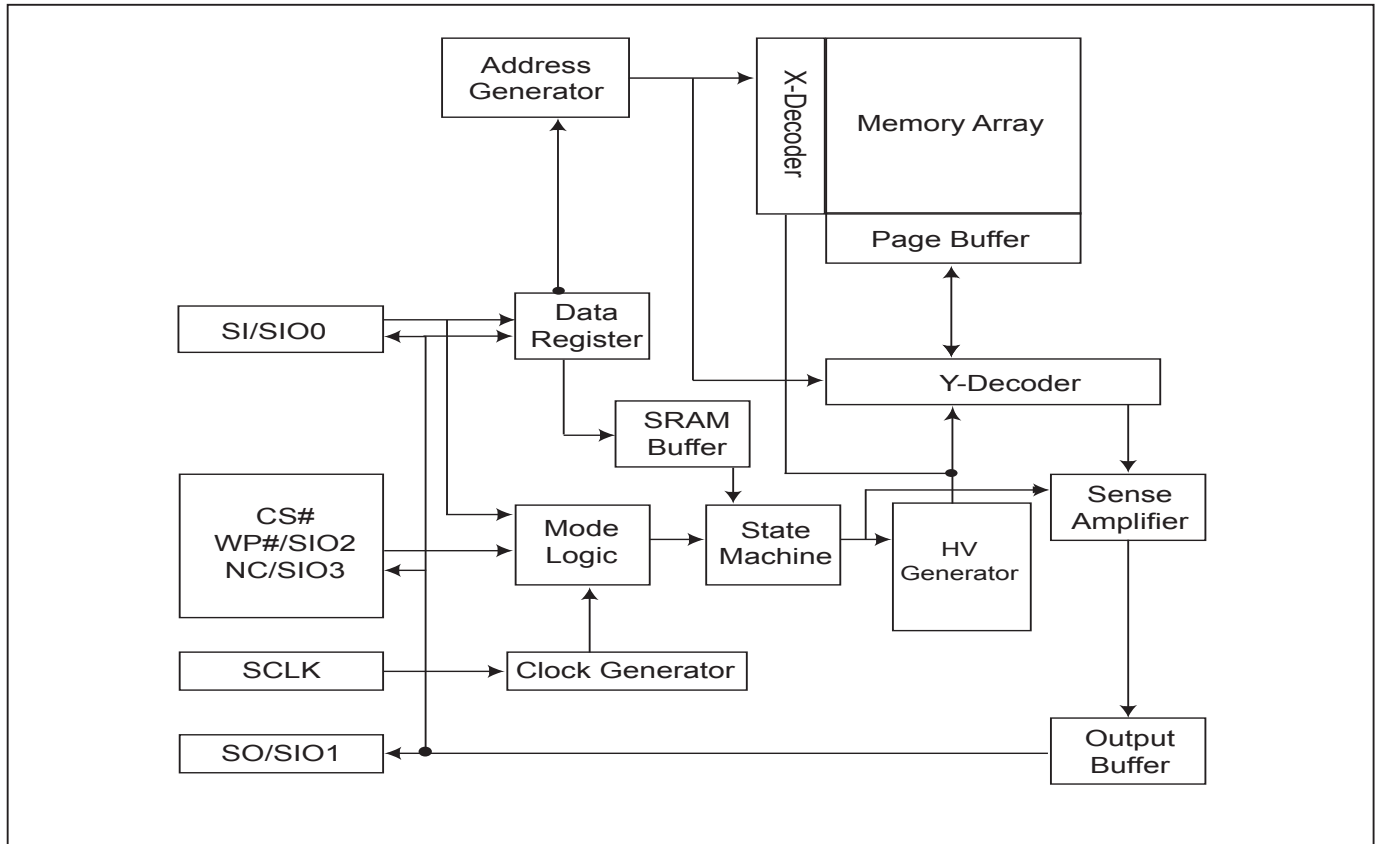 Address
Generator
X-Decoder
Memory Array
Page Buffer
SI/SIO0
Data
Register
Y-Decoder
SRAM
Buffer
CS#
WP#/SIO2
NC/SIO3
Mode
Logic
State
Machine
HV
Generator
Sense
Amplifier
SCLK
Clock Generator
SO/SIO1
Output
Buffer